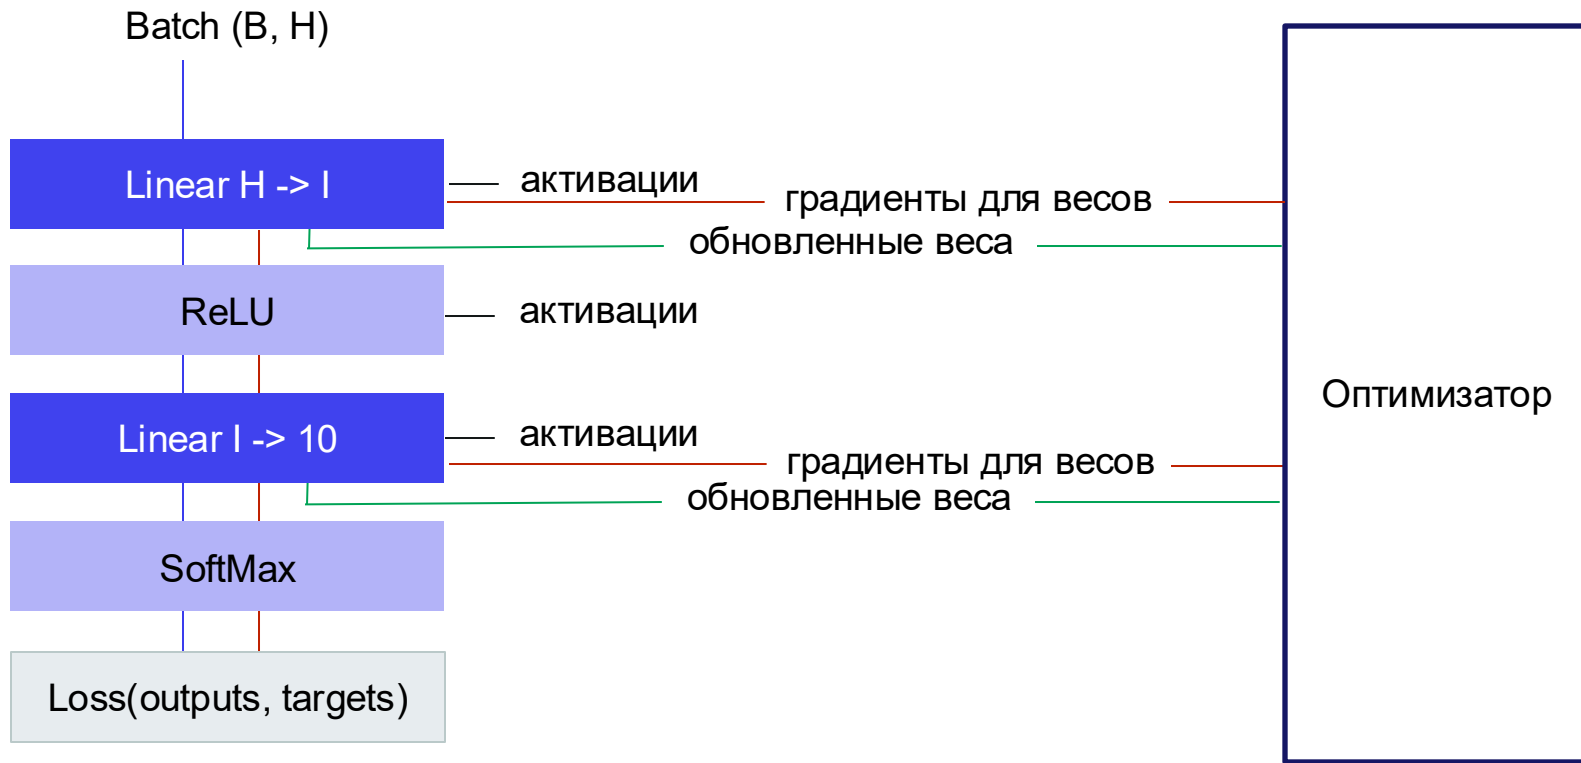 Batch (B, H)
Linear H -> I
активации
градиенты для весов
обновленные веса
ReLU
активации
Оптимизатор
Linear I -> 10
активации
градиенты для весов
обновленные веса
SoftMax
Loss(outputs, targets)